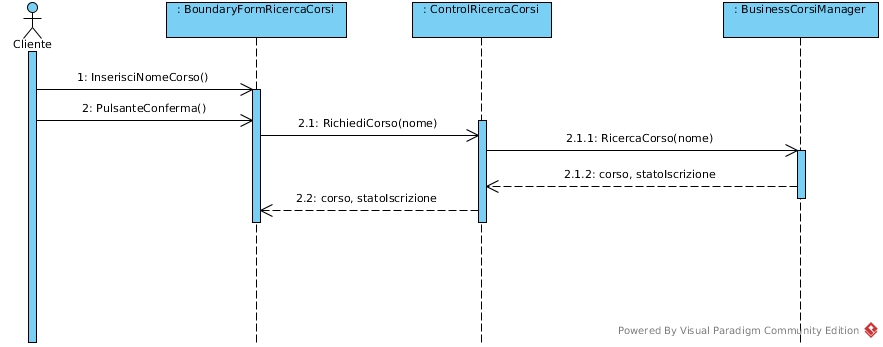 : BoundaryFormRicercaCorsi
: ControlRicercaCorsi
: BusinessCorsiManager
Cliente
1: InserisciNomeCorso()
2: PulsanteConferma()
2.1: RichiediCorso(nome)
2.1.1: RicercaCorso(nome)
2.1.2: corso, statoIscrizione
2.2: corso, statoIscrizione
Powered By Visual Paradigm Community Edition